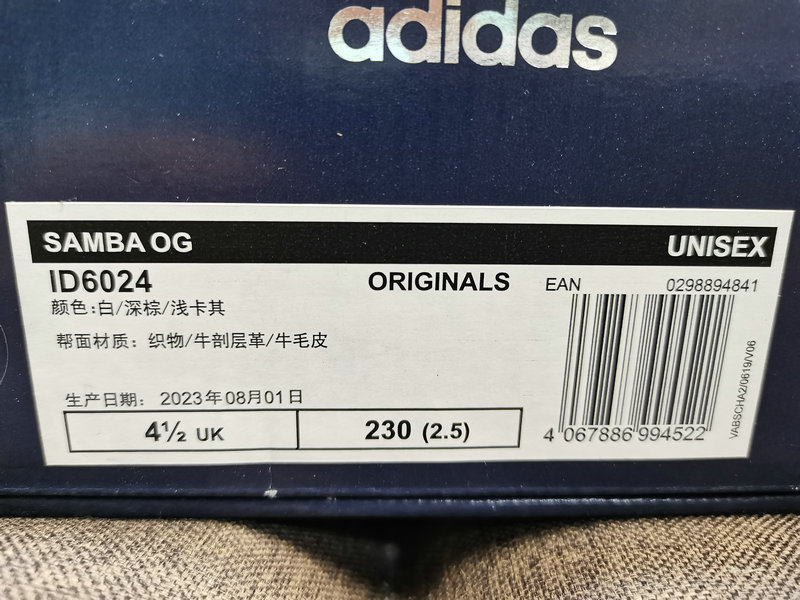 adidas
SAMBA OG
UNISEX
ID6024
ORIGINALS
EAN
0298894841
颜色:白/深棕/浅卡其
帮面材质: 织物/牛剖层革/牛毛皮
生产日期: 2023年08月01日
4½ UK
230 (2.5)
4 067886 994522
VABSCHA2/0619/V06